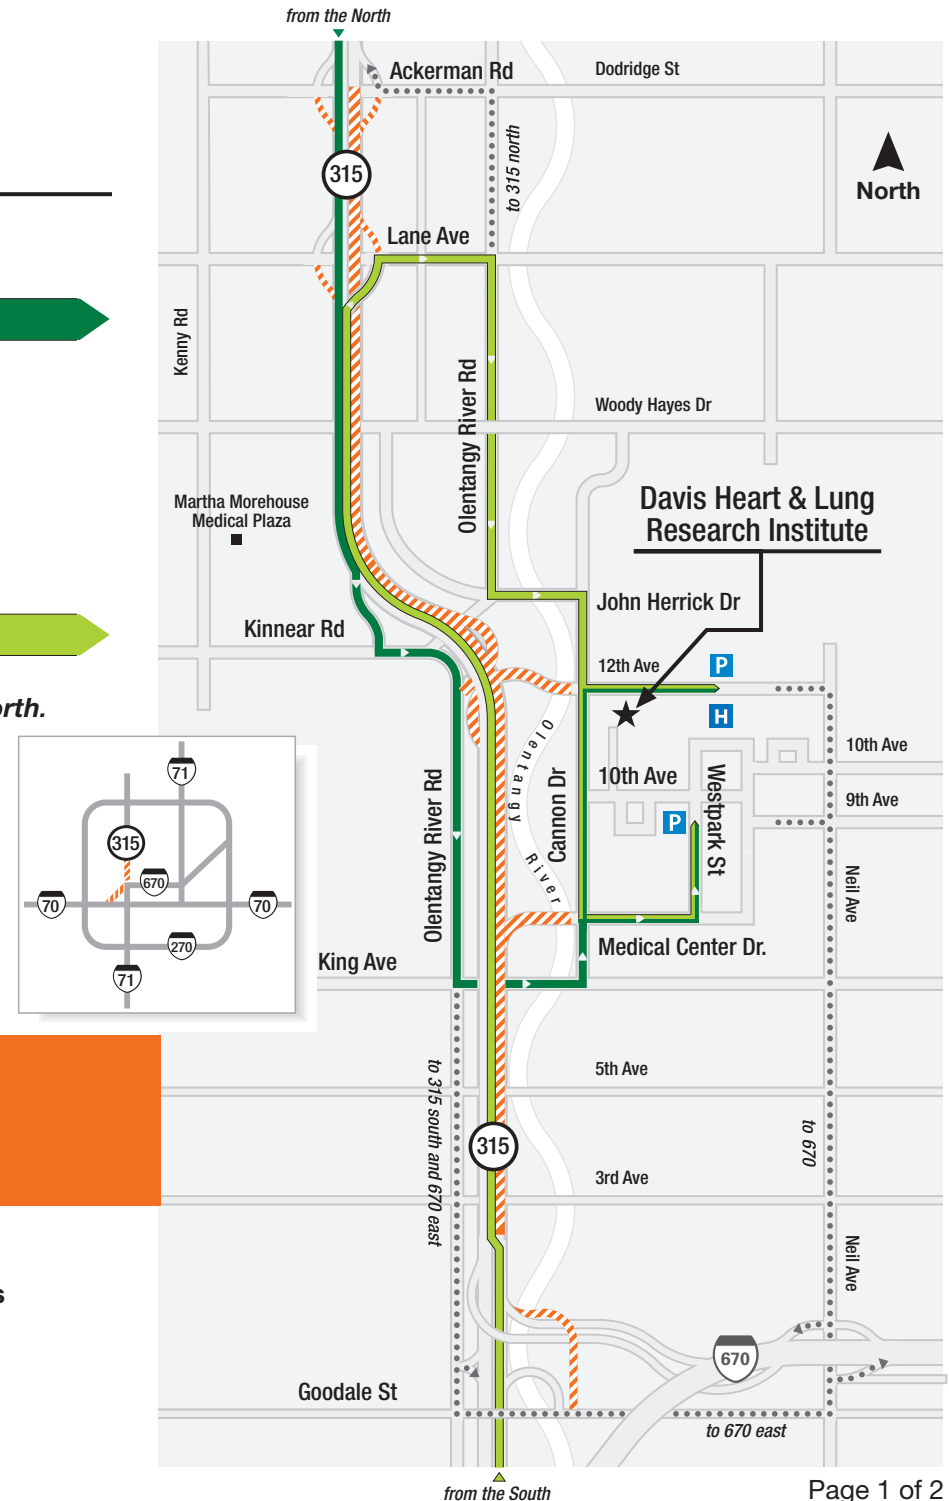 from the North
Ackerman Rd
Dodridge St
315
to 315 north
North
Lane Ave
Kenny Rd
Olentangy River Rd
Woody Hayes Dr
Martha Morehouse
Medical Plaza
Davis Heart & Lung
Research Institute
John Herrick Dr
Kinnear Rd
12th Ave
P
orth.
H
Olentangy
River
71
10th Ave
10th Ave
Westpark St
Cannon Dr
Olentangy River Rd
9th Ave
P
315
670
70
70
270
71
Neil Ave
Medical Center Dr.
King Ave
5th Ave
to 315 south and 670 east
to 670
315
3rd Ave
Neil Ave
s
670
Goodale St
to 670 east
from the South
Page 1 of 2